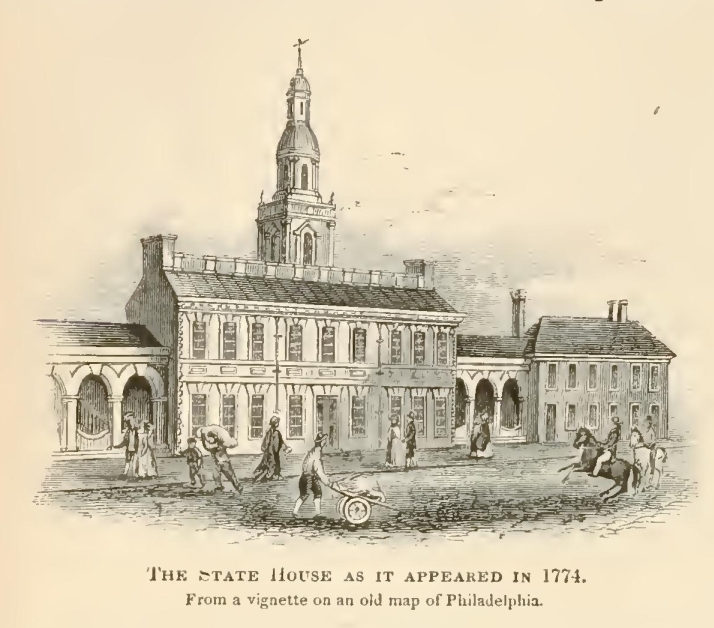 THE STATE HOUSE AS IT APPEARED IN 1774.
From a vignette on an old map of Philadelphia.